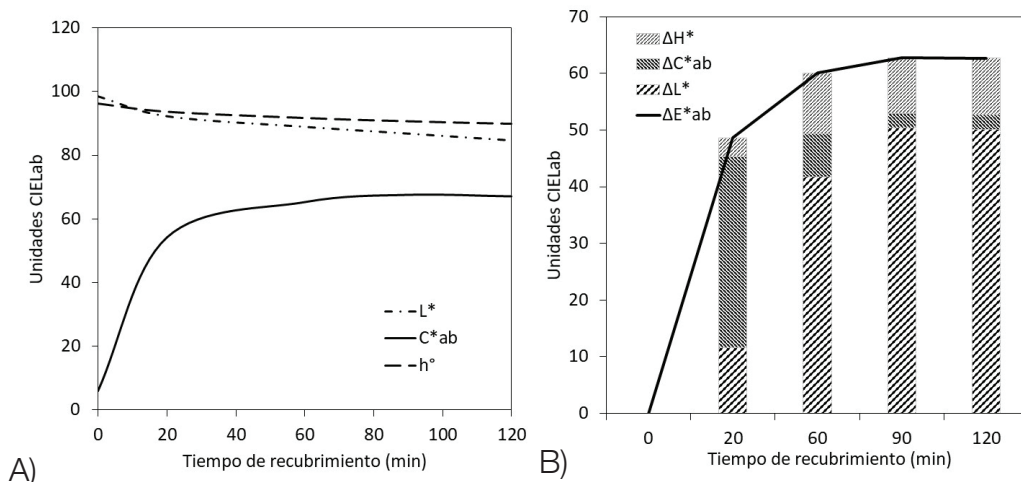 120
100
80
60
40
20
0
Unidades CIELab
L*
C*ab
h°
0 20 40 60 80 100 120
Tiempo de recubrimiento (min)
A)
70
60
50
40
30
20
10
0
Unidades CIELab
ΔH*
ΔC*ab
ΔL*
ΔE*ab
0 20 60 90 120
Tiempo de recubrimiento (min)
B)